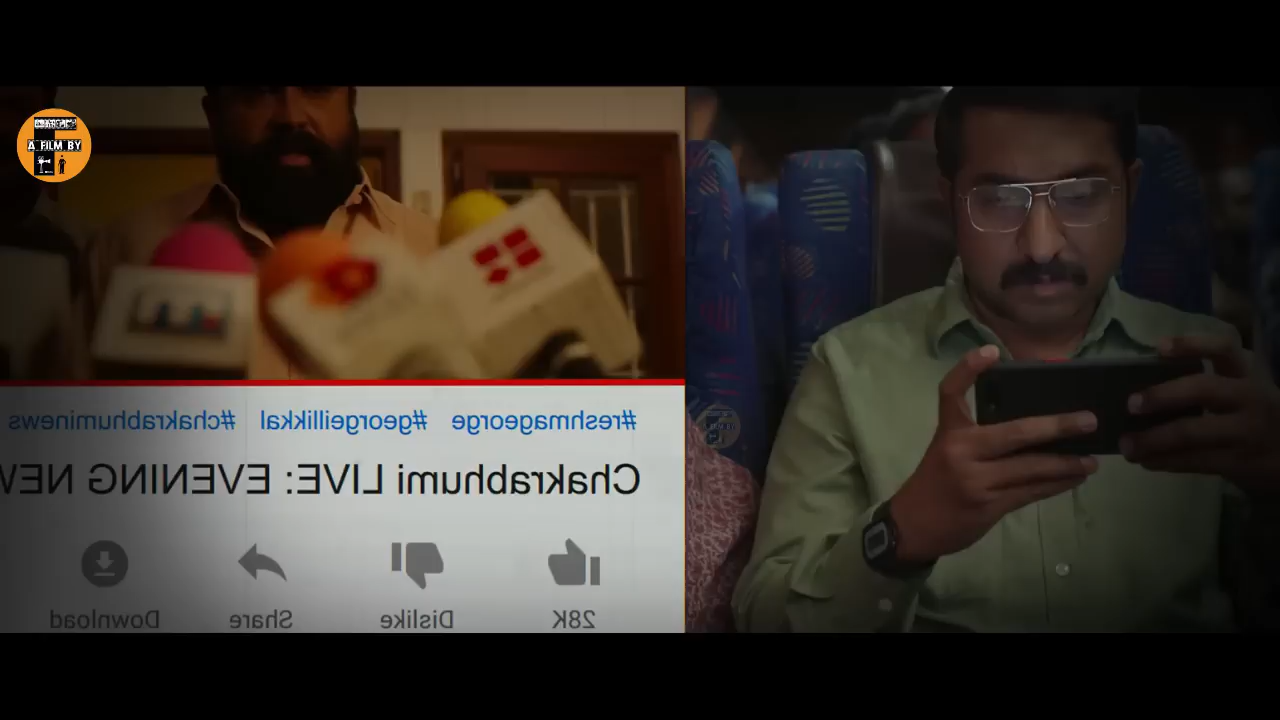 A FILM BY
#reshmageorge #georgeillikkal #chakrabhuminews
Chakrabhumi LIVE: EVENING NEW
28K Dislike Share Download